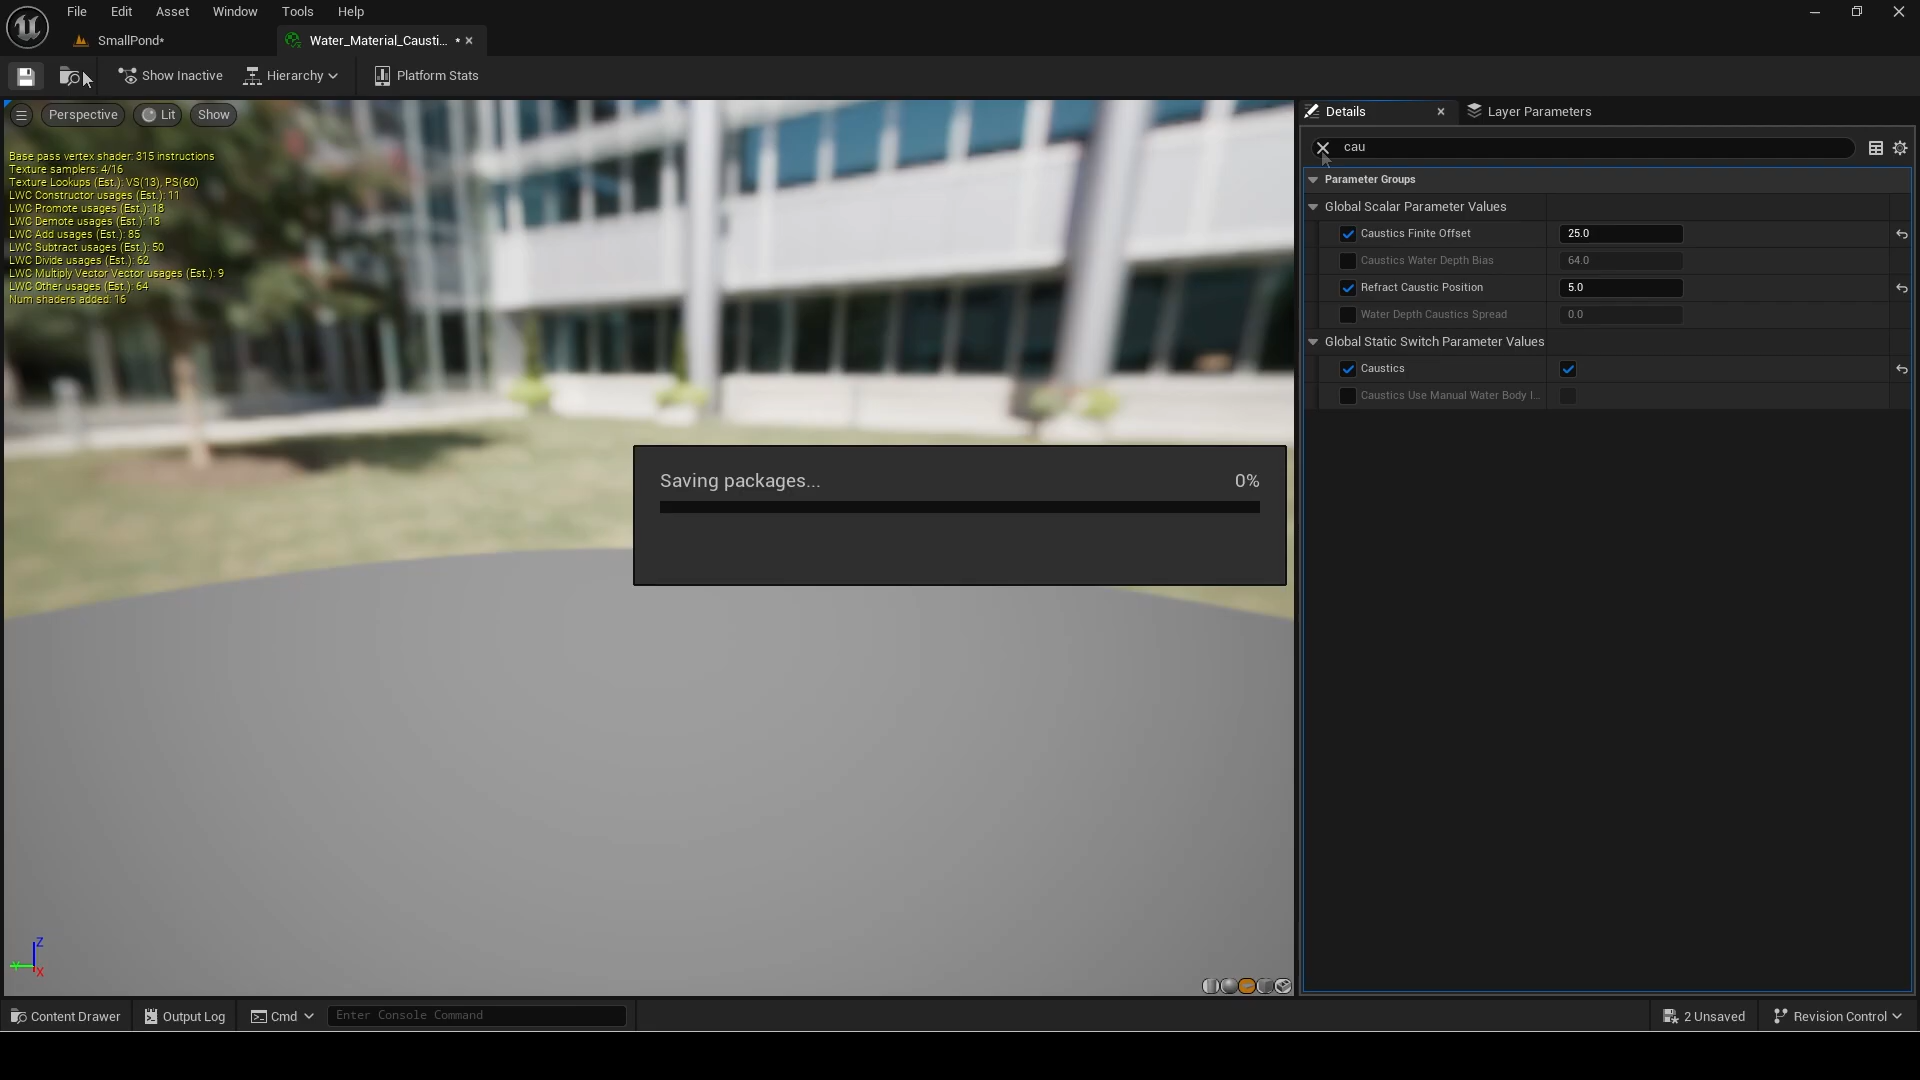 File Edit Asset Window Tools Help
SmallPond*
Water_Material_Causti... *
Show Inactive
Hierarchy
Platform Stats
Perspective
Lit
Show
Base pass vertex shader: 315 instructions
Texture samplers: 4/16
Texture Lookups (Est.): VS(13), PS(60)
LWC Constructor usages (Est.): 11
LWC Promote usages (Est.): 18
LWC Demote usages (Est.): 13
LWC Add usages (Est.): 85
LWC Subtract usages (Est.): 50
LWC Divide usages (Est.): 62
LWC Multiply Vector Vector usages (Est.): 9
LWC Other usages (Est.): 64
Num shaders added: 16
Saving packages... 0%
Z
Y
X
Details
Layer Parameters
cau
Parameter Groups
Global Scalar Parameter Values
Caustics Finite Offset 25.0
Caustics Water Depth Bias 64.0
Refract Caustic Position 5.0
Water Depth Caustics Spread 0.0
Global Static Switch Parameter Values
Caustics
Caustics Use Manual Water Body I...
Content Drawer
Output Log
Cmd
Enter Console Command
2 Unsaved
Revision Control